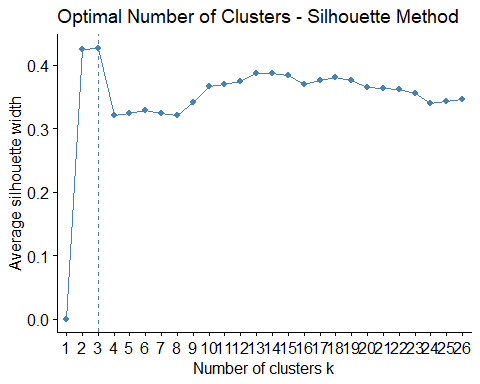 Optimal Number of Clusters - Silhouette Method
Average silhouette width
0.4
0.3
0.2
0.1
0.0
1 2 3 4 5 6 7 8 9 10 11 12 13 14 15 16 17 18 19 20 21 22 23 24 25 26
Number of clusters k